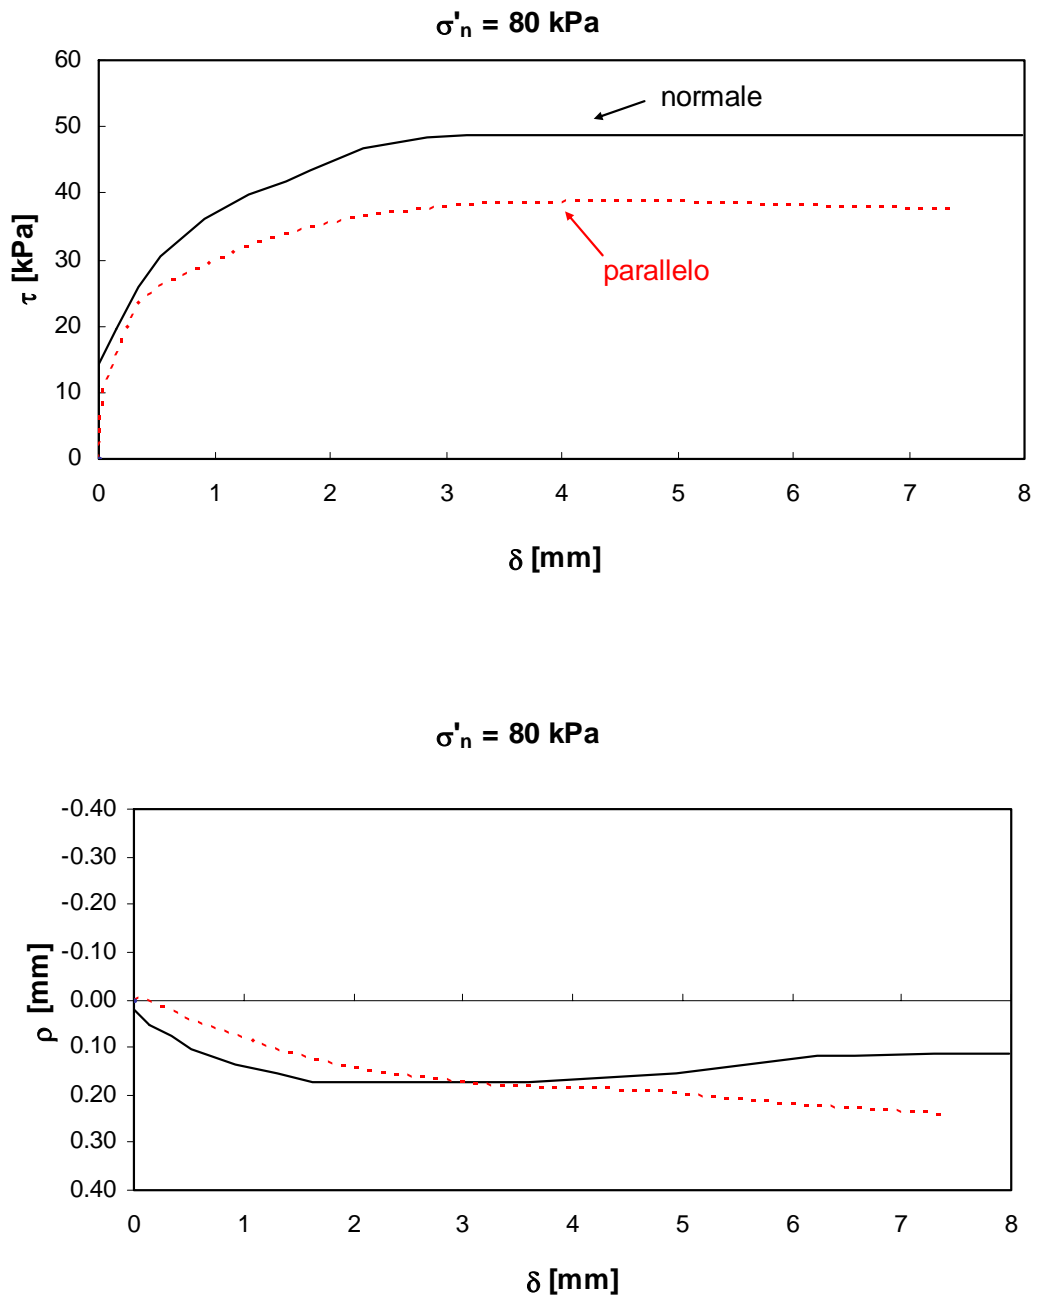 σ'n = 80 kPa
60
50
40
30
20
10
0
τ [kPa]
normale
parallelo
0 1 2 3 4 5 6 7 8
δ [mm]
σ'n = 80 kPa
-0.40
-0.30
-0.20
-0.10
0.00
0.10
0.20
0.30
0.40
ρ [mm]
0 1 2 3 4 5 6 7 8
δ [mm]